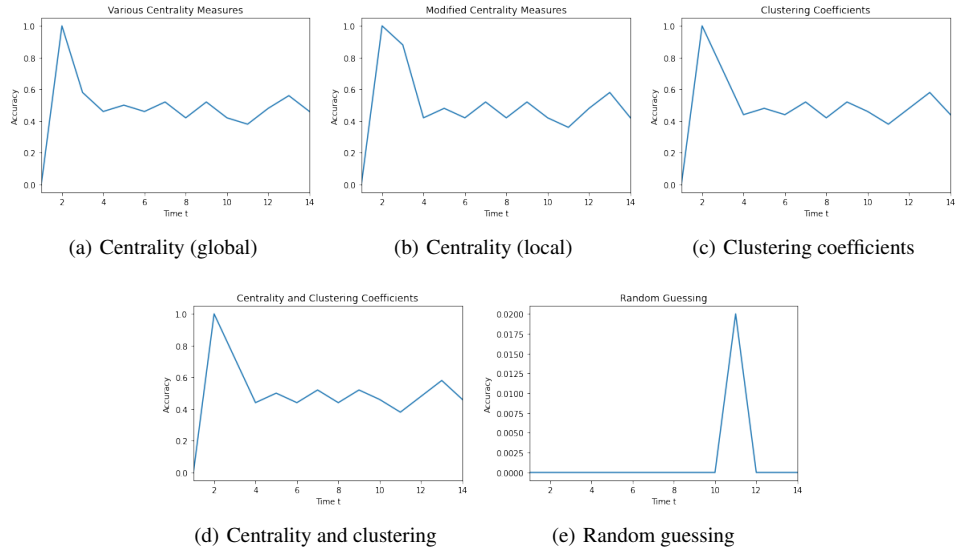 Various Centrality Measures
1.0
0.8
0.6
0.4
0.2
0.0
Accuracy
2 4 6 8 10 12 14
Time t
(a) Centrality (global)
Modified Centrality Measures
1.0
0.8
0.6
0.4
0.2
0.0
Accuracy
2 4 6 8 10 12 14
Time t
(b) Centrality (local)
Clustering Coefficients
1.0
0.8
0.6
0.4
0.2
0.0
Accuracy
2 4 6 8 10 12 14
Time t
(c) Clustering coefficients
Centrality and Clustering Coefficients
1.0
0.8
0.6
0.4
0.2
0.0
Accuracy
2 4 6 8 10 12 14
Time t
(d) Centrality and clustering
Random Guessing
0.0200
0.0175
0.0150
0.0125
0.0100
0.0075
0.0050
0.0025
0.0000
Accuracy
2 4 6 8 10 12 14
Time t
(e) Random guessing